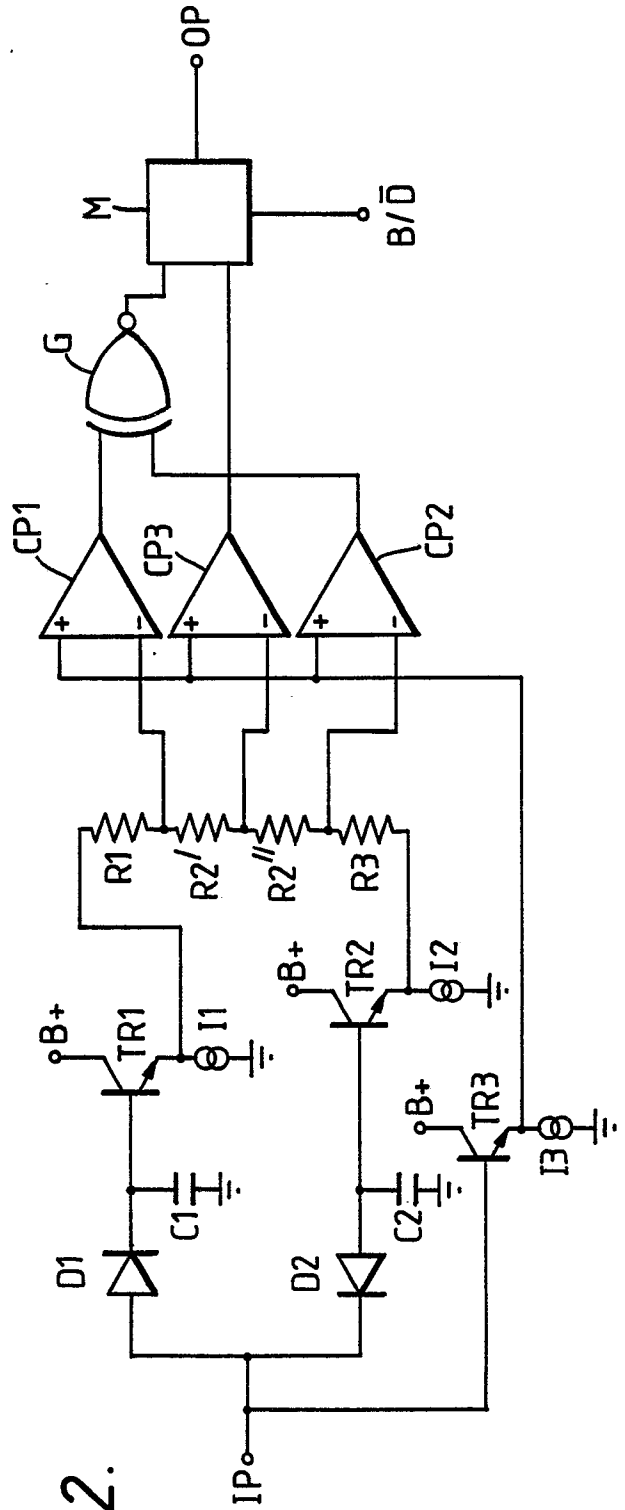 2.
IP
D1
C1
B+
TR1
I1
D2
C2
B+
TR2
I2
B+
TR3
I3
R1
R2'
R2"
R3
CP1
+
-
CP3
+
-
CP2
+
-
G
M
B/D̅
OP